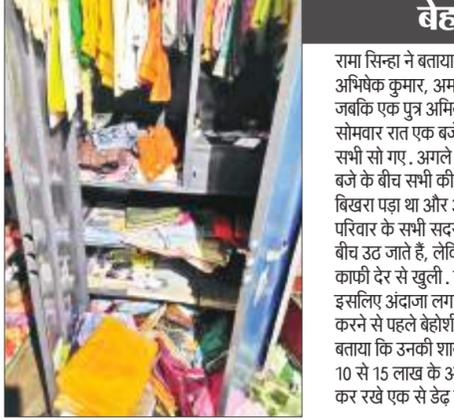 रामा सिन्हा ने बताया
अभिषेक कुमार, अम
जबकि एक पुत्र अमि
सोमवार रात एक बजे
सभी सो गए. अगले
बजे के बीच सभी की
बिखरा पड़ा था और
परिवार के सभी सदस
बीच उठ जाते हैं, लेकि
काफी देर से खुली.
इसलिए अंदाजा लगा
करने से पहले बेहोशी
बताया कि उनकी शा
10 से 15 लाख के
कर रखे एक से डेढ़